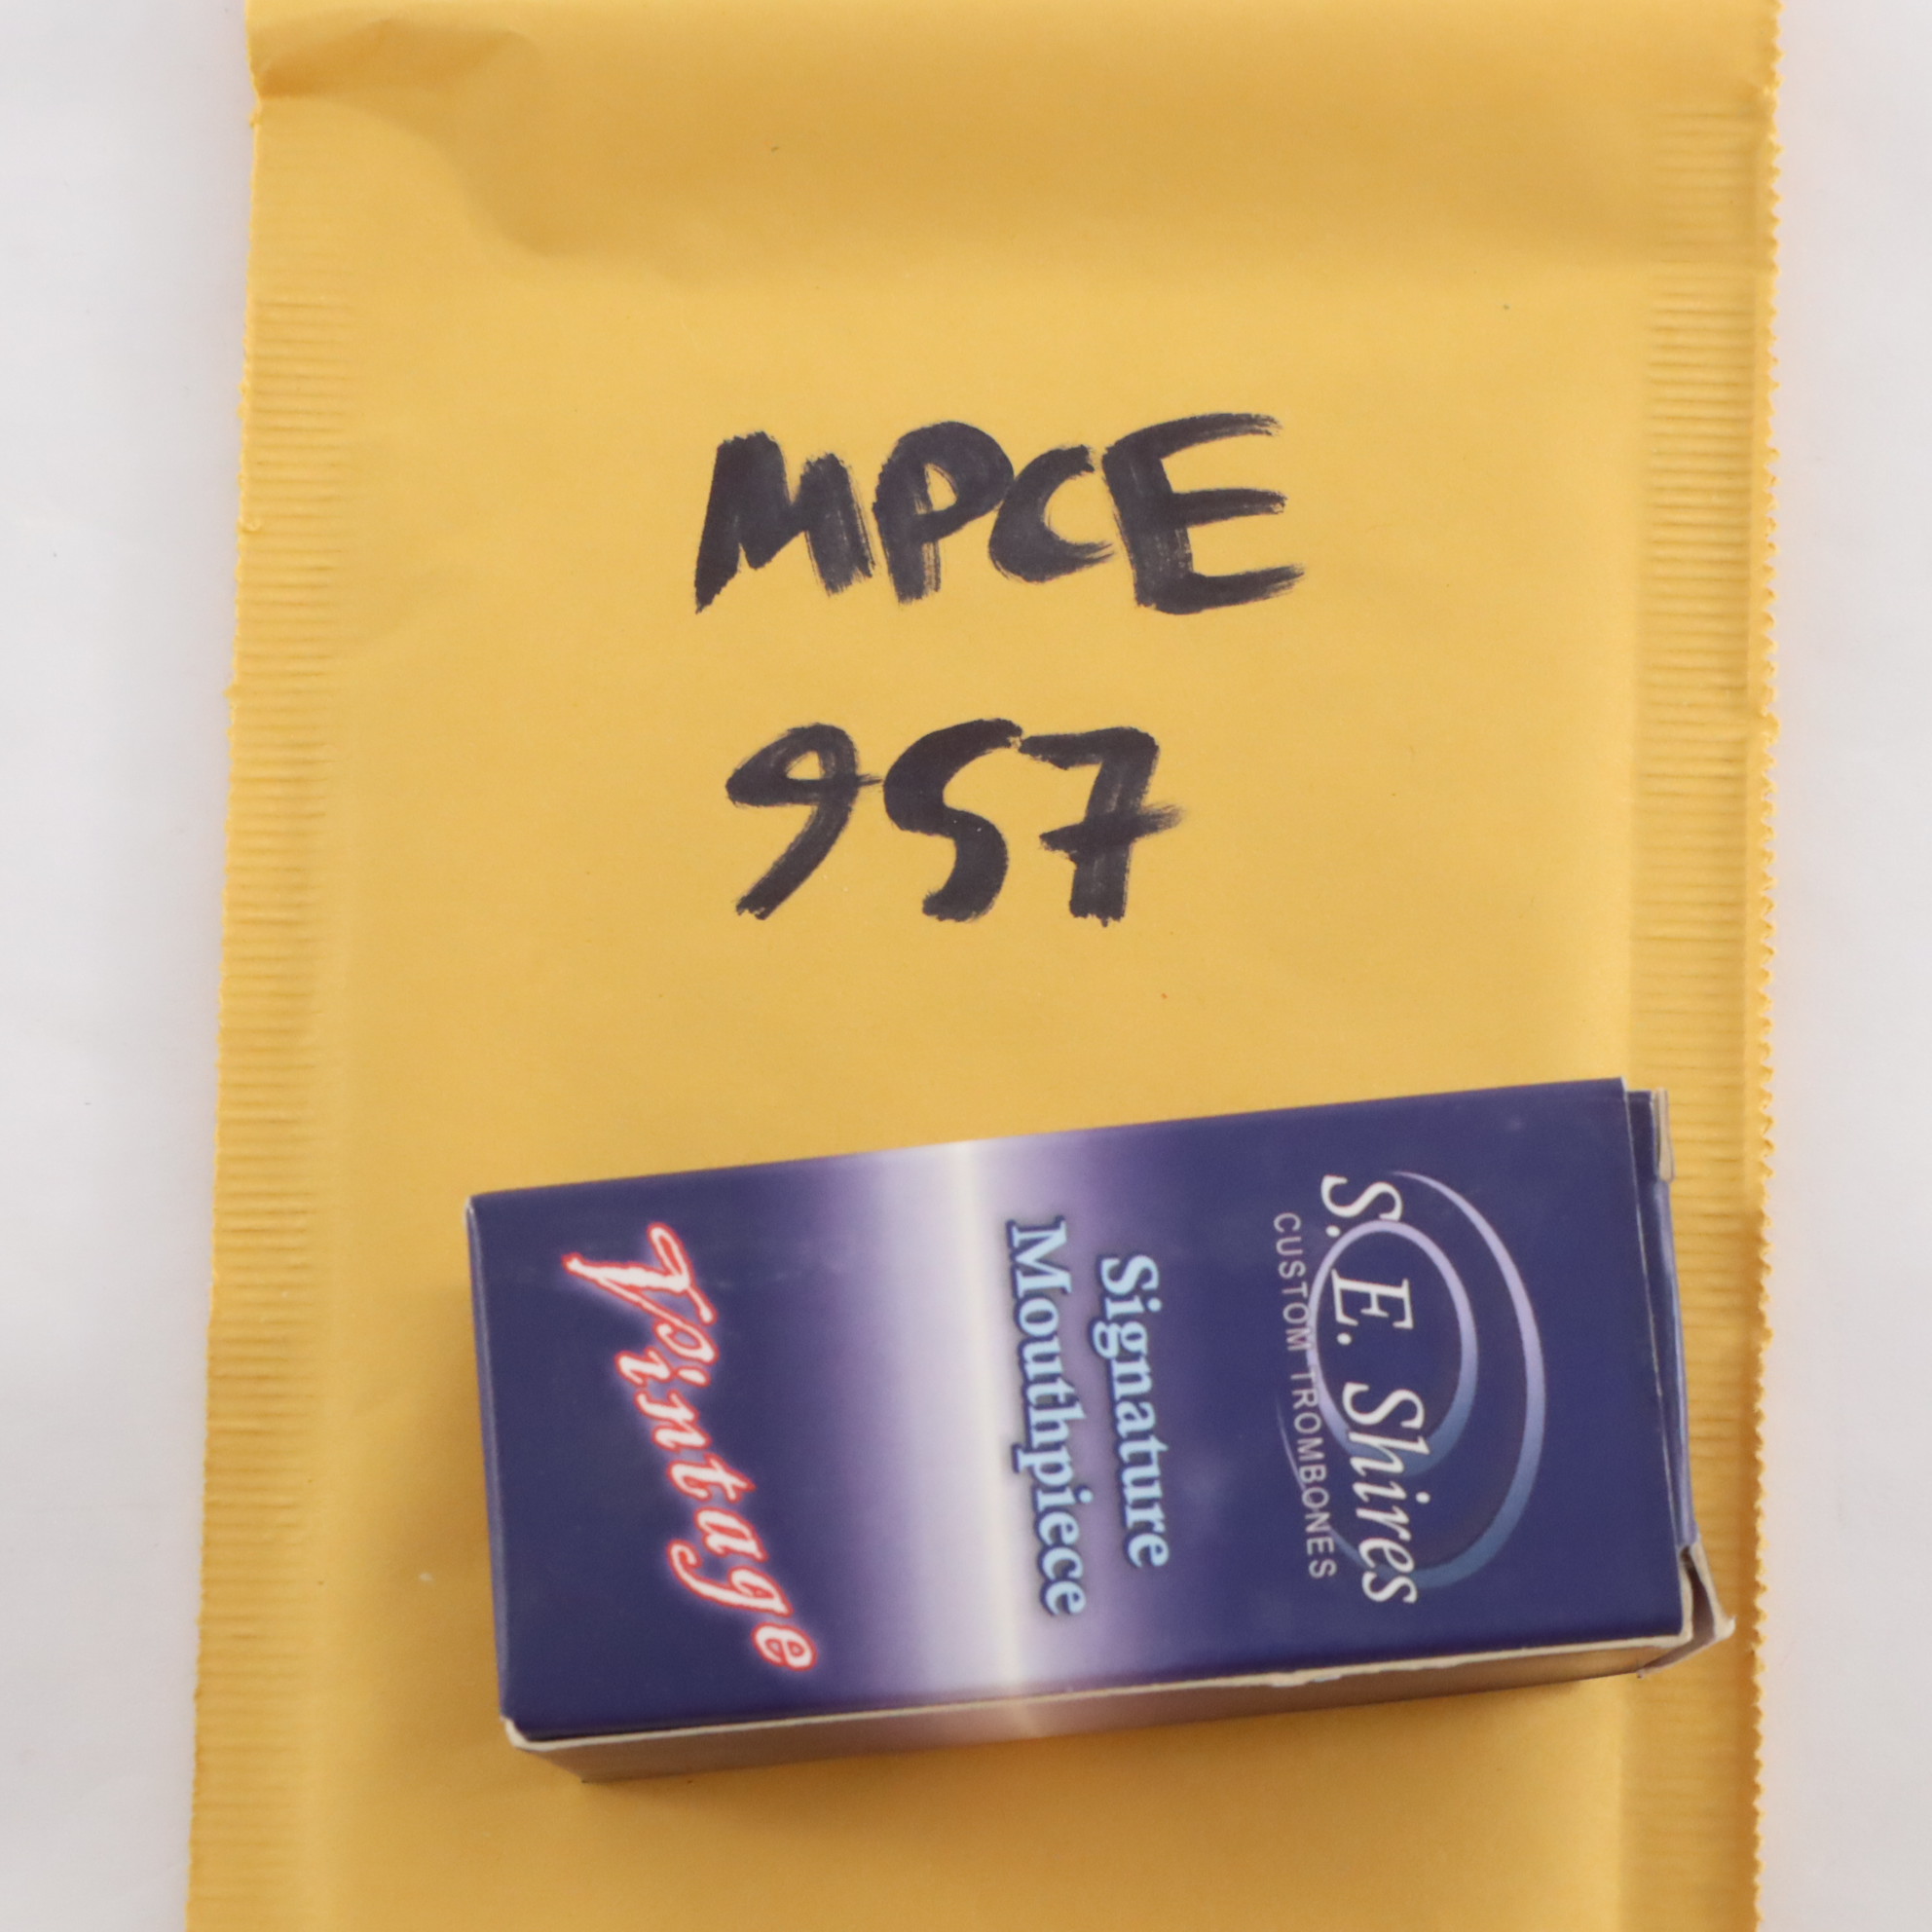 MPCE
957
S. E. Shires
CUSTOM TROMBONES
Signature
Mouthpiece
Vintage